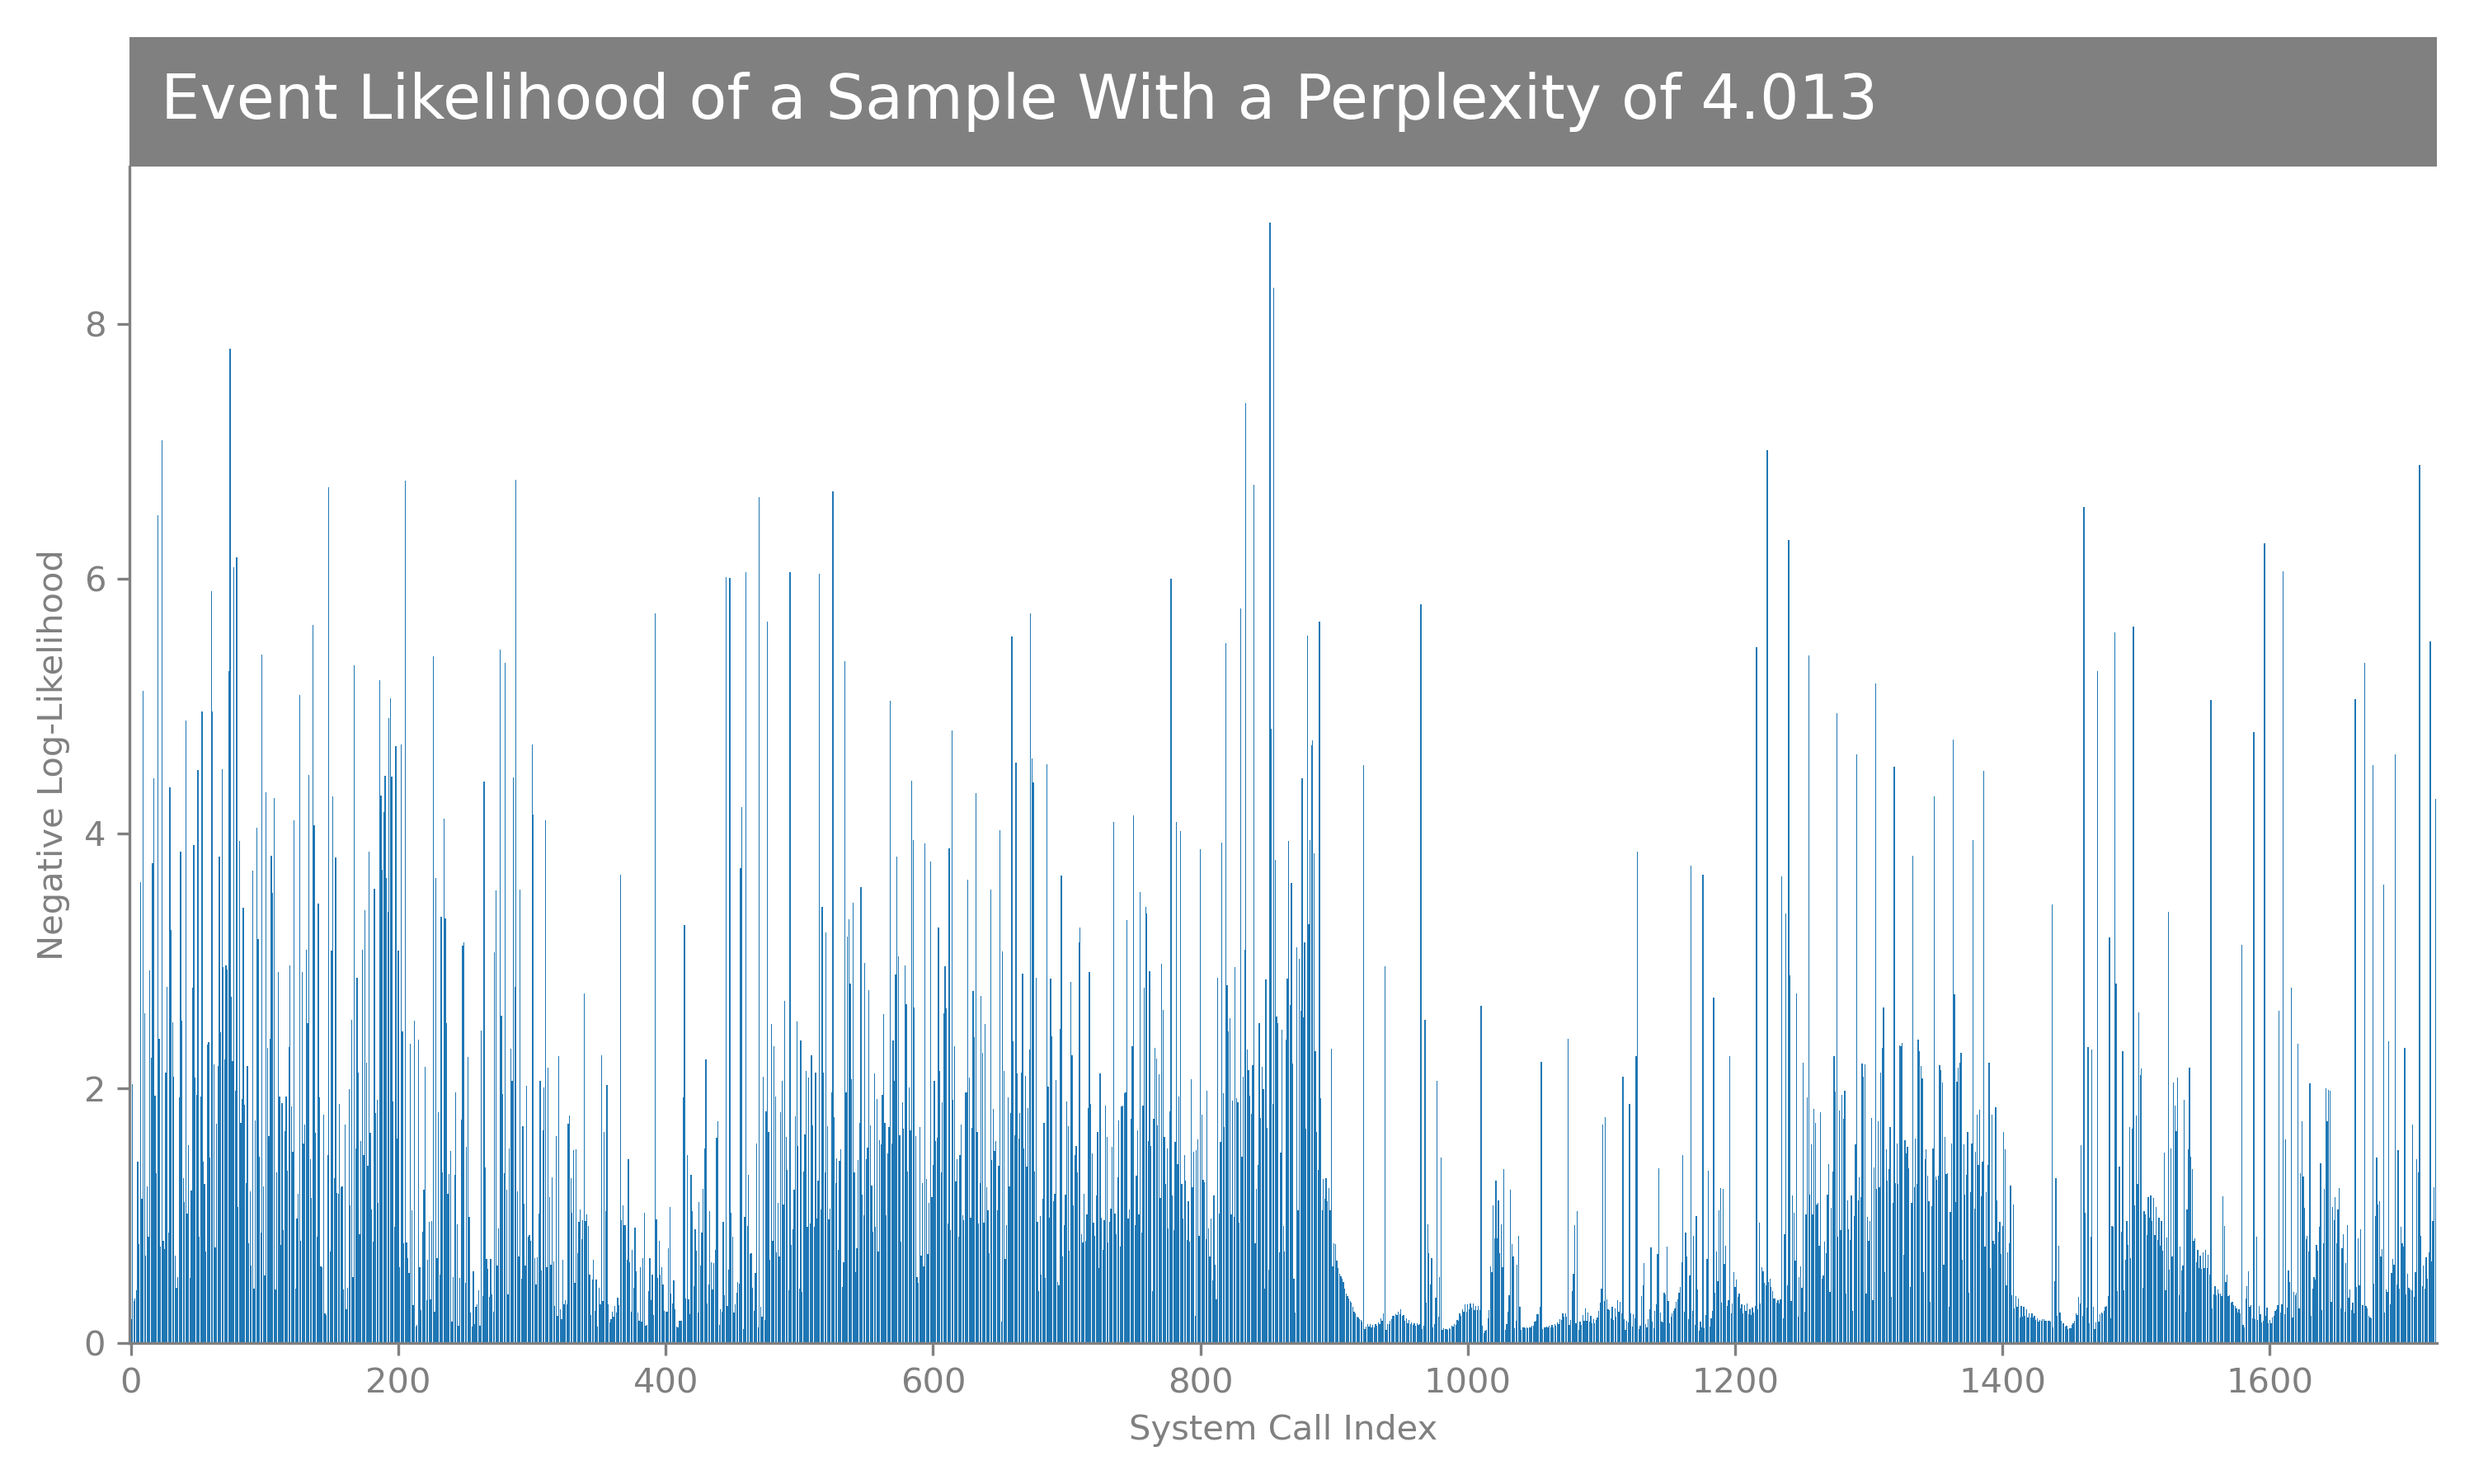 Event Likelihood of a Sample With a Perplexity of 4.013
8
6
4
2
0
Negative Log-Likelihood
0 200 400 600 800 1000 1200 1400 1600
System Call Index